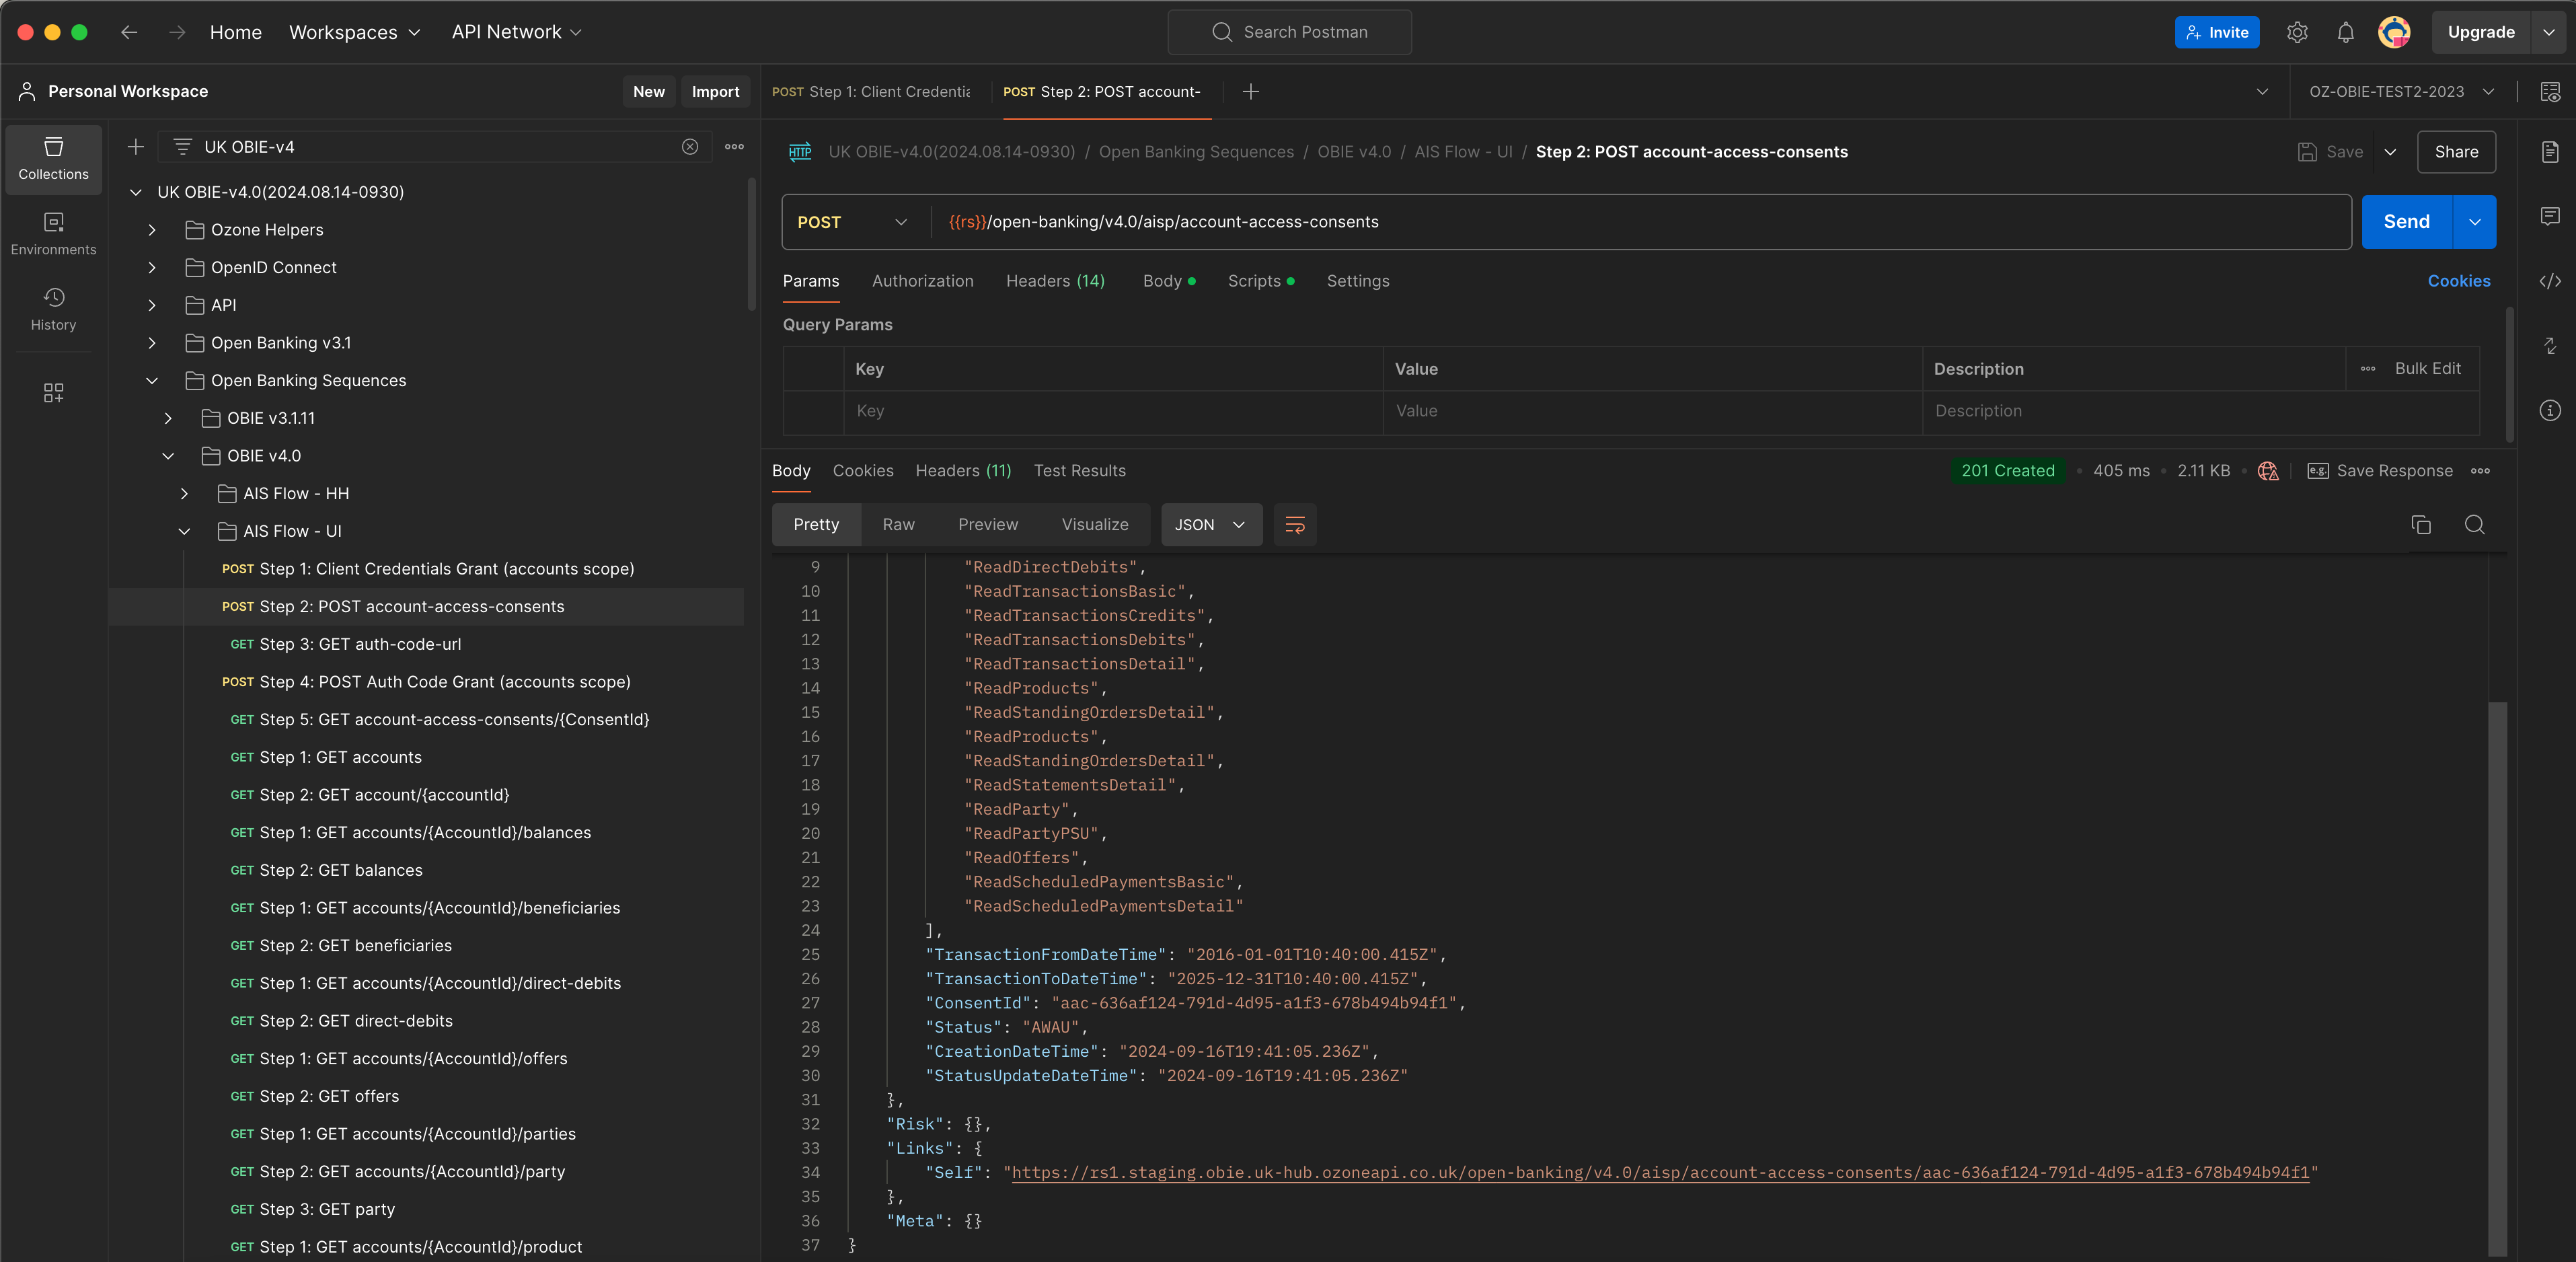 Home Workspaces API Network Search Postman Invite Upgrade
Personal Workspace New Import POST Step 1: Client Credentia POST Step 2: POST account- OZ-OBIE-TEST2-2023
Collections
Environments
History
UK OBIE-v4
UK OBIE-v4.0(2024.08.14-0930)
Ozone Helpers
OpenID Connect
API
Open Banking v3.1
Open Banking Sequences
OBIE v3.1.11
OBIE v4.0
AIS Flow - HH
AIS Flow - UI
POST Step 1: Client Credentials Grant (accounts scope)
POST Step 2: POST account-access-consents
GET Step 3: GET auth-code-url
POST Step 4: POST Auth Code Grant (accounts scope)
GET Step 5: GET account-access-consents/{ConsentId}
GET Step 1: GET accounts
GET Step 2: GET account/{accountId}
GET Step 1: GET accounts/{AccountId}/balances
GET Step 2: GET balances
GET Step 1: GET accounts/{AccountId}/beneficiaries
GET Step 2: GET beneficiaries
GET Step 1: GET accounts/{AccountId}/direct-debits
GET Step 2: GET direct-debits
GET Step 1: GET accounts/{AccountId}/offers
GET Step 2: GET offers
GET Step 1: GET accounts/{AccountId}/parties
GET Step 2: GET accounts/{AccountId}/party
GET Step 3: GET party
GET Step 1: GET accounts/{AccountId}/product
HTTP UK OBIE-v4.0(2024.08.14-0930) / Open Banking Sequences / OBIE v4.0 / AIS Flow - UI / Step 2: POST account-access-consents Save Share
POST {{rs}}/open-banking/v4.0/aisp/account-access-consents Send
Params Authorization Headers (14) Body Scripts Settings Cookies
Query Params
Key Value Description Bulk Edit
Key Value Description
Body Cookies Headers (11) Test Results 201 Created 405 ms 2.11 KB e.g. Save Response
Pretty Raw Preview Visualize JSON
9 "ReadDirectDebits",
10 "ReadTransactionsBasic",
11 "ReadTransactionsCredits",
12 "ReadTransactionsDebits",
13 "ReadTransactionsDetail",
14 "ReadProducts",
15 "ReadStandingOrdersDetail",
16 "ReadProducts",
17 "ReadStandingOrdersDetail",
18 "ReadStatementsDetail",
19 "ReadParty",
20 "ReadPartyPSU",
21 "ReadOffers",
22 "ReadScheduledPaymentsBasic",
23 "ReadScheduledPaymentsDetail"
24 ],
25 "TransactionFromDateTime": "2016-01-01T10:40:00.415Z",
26 "TransactionToDateTime": "2025-12-31T10:40:00.415Z",
27 "ConsentId": "aac-636af124-791d-4d95-a1f3-678b494b94f1",
28 "Status": "AWAU",
29 "CreationDateTime": "2024-09-16T19:41:05.236Z",
30 "StatusUpdateDateTime": "2024-09-16T19:41:05.236Z"
31 },
32 "Risk": {},
33 "Links": {
34 "Self": "https://rs1.staging.obie.uk-hub.ozoneapi.co.uk/open-banking/v4.0/aisp/account-access-consents/aac-636af124-791d-4d95-a1f3-678b494b94f1"
35 },
36 "Meta": {}
37 }